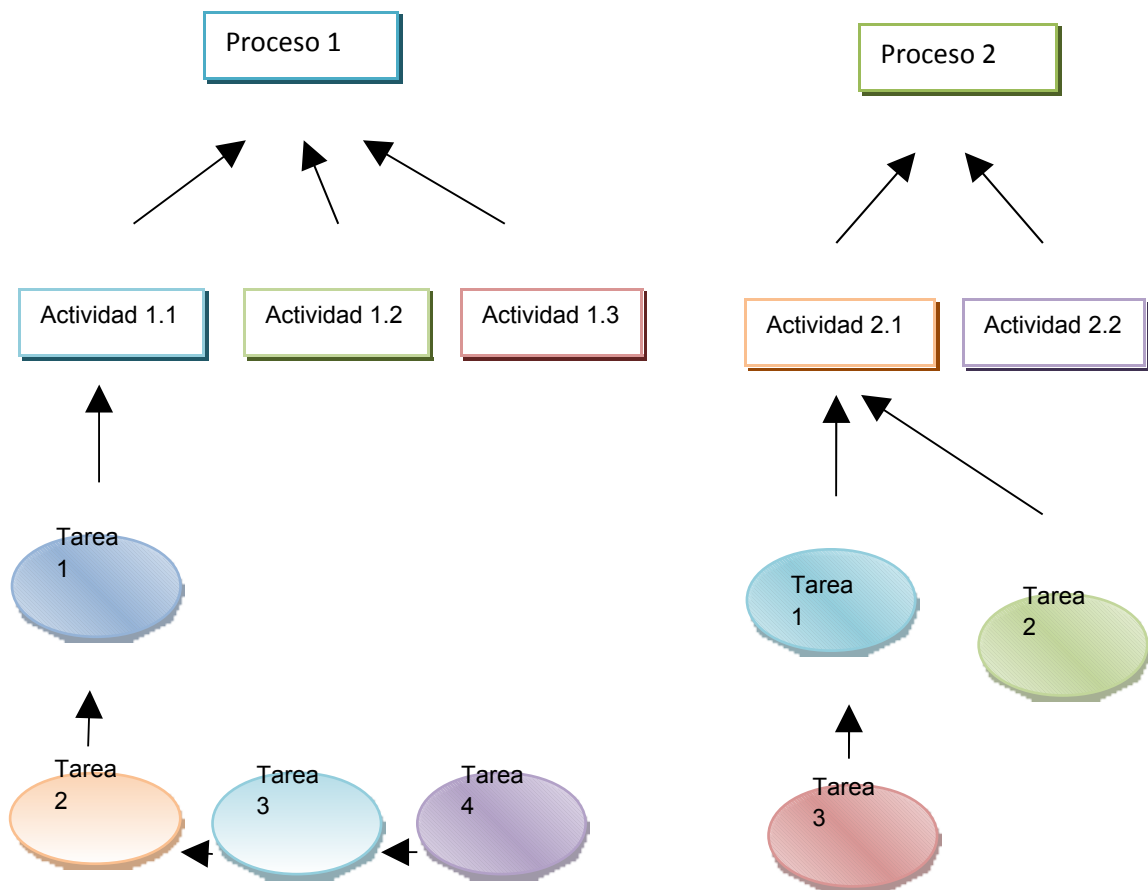 Proceso 1
Proceso 2
Actividad 1.1
Actividad 1.2
Actividad 1.3
Actividad 2.1
Actividad 2.2
Tarea
1
Tarea
1
Tarea
2
Tarea
2
Tarea
3
Tarea
4
Tarea
3